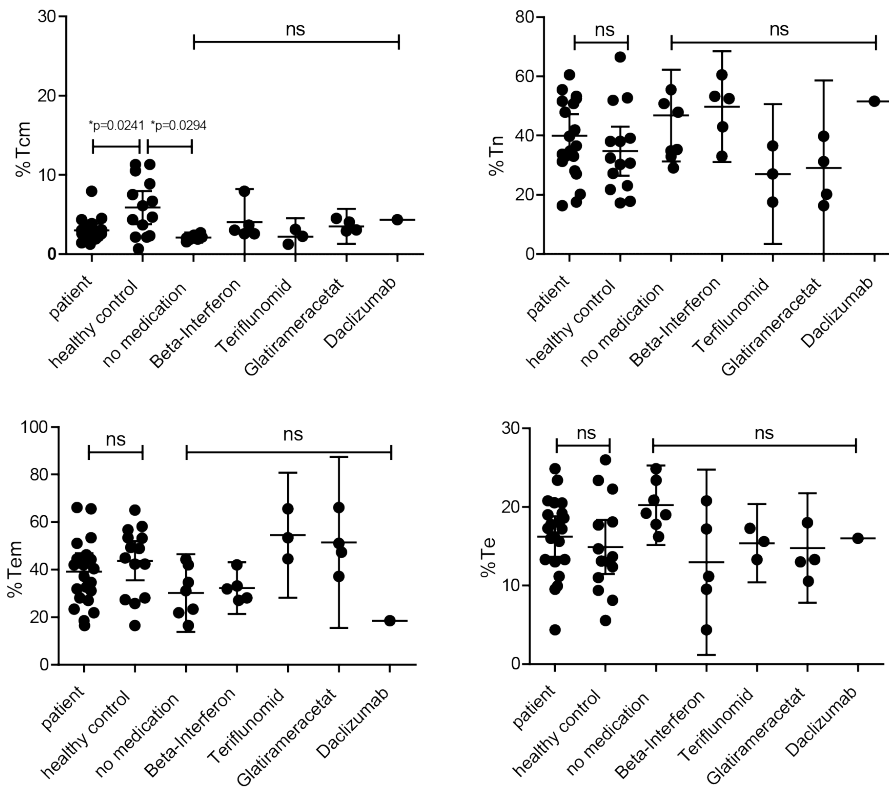 30
20
10
0
%Tcm
ns
*p=0.0241
*p=0.0294
patient
healthy control
no medication
Beta-Interferon
Teriflunomid
Glatirameracetat
Daclizumab
80
60
40
20
0
%Tn
ns
ns
patient
healthy control
no medication
Beta-Interferon
Teriflunomid
Glatirameracetat
Daclizumab
100
80
60
40
20
0
%Tem
ns
ns
patient
healthy control
no medication
Beta-Interferon
Teriflunomid
Glatirameracetat
Daclizumab
30
20
10
0
%Te
ns
ns
patient
healthy control
no medication
Beta-Interferon
Teriflunomid
Glatirameracetat
Daclizumab